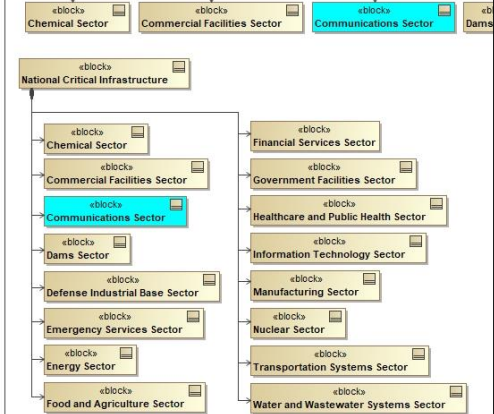 «block»
Chemical Sector
«block»
Commercial Facilities Sector
«block»
Communications Sector
Dams
«block»
National Critical Infrastructure
«block»
Chemical Sector
«block»
Commercial Facilities Sector
«block»
Communications Sector
«block»
Dams Sector
«block»
Defense Industrial Base Sector
«block»
Emergency Services Sector
«block»
Energy Sector
«block»
Food and Agriculture Sector
«block»
Financial Services Sector
«block»
Government Facilities Sector
«block»
Healthcare and Public Health Sector
«block»
Information Technology Sector
«block»
Manufacturing Sector
«block»
Nuclear Sector
«block»
Transportation Systems Sector
«block»
Water and Wastewater Systems Sector